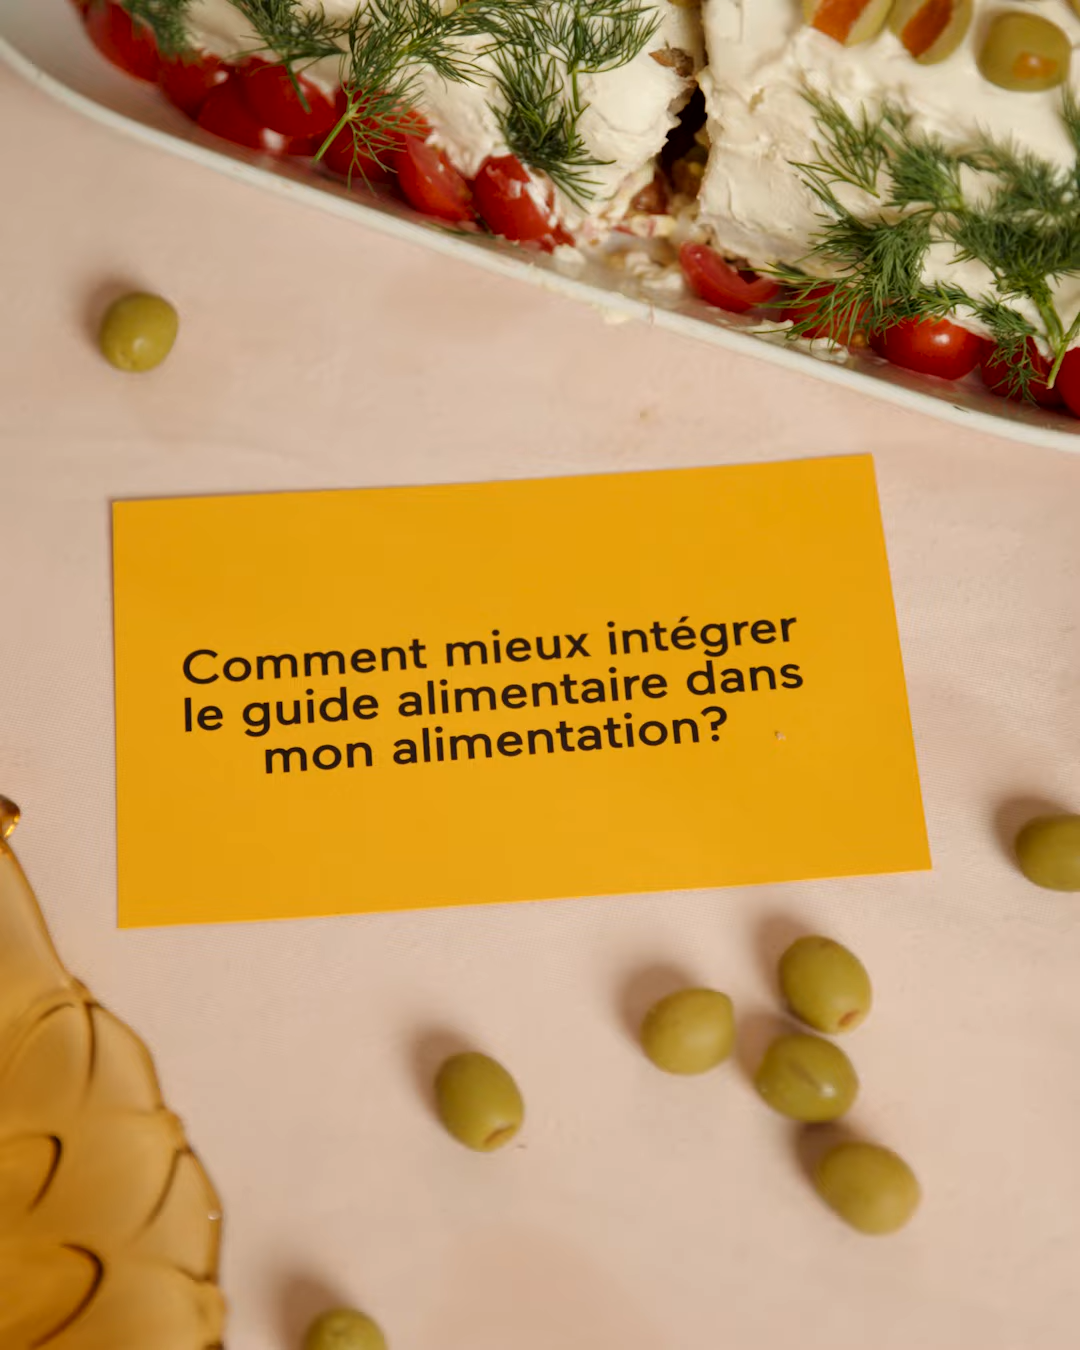 Comment mieux intégrer
le guide alimentaire dans
mon alimentation?